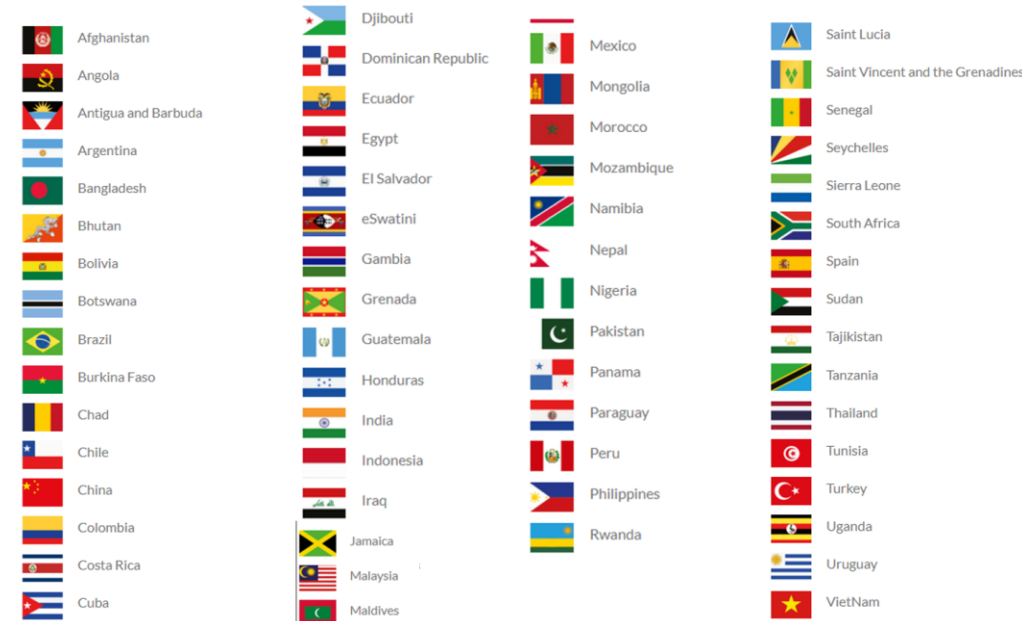 Afghanistan
Angola
Antigua and Barbuda
Argentina
Bangladesh
Bhutan
Bolivia
Botswana
Brazil
Burkina Faso
Chad
Chile
China
Colombia
Costa Rica
Cuba
Djibouti
Dominican Republic
Ecuador
Egypt
El Salvador
eSwatini
Gambia
Grenada
Guatemala
Honduras
India
Indonesia
Iraq
Jamaica
Malaysia
Maldives
Mexico
Mongolia
Morocco
Mozambique
Namibia
Nepal
Nigeria
Pakistan
Panama
Paraguay
Peru
Philippines
Rwanda
Saint Lucia
Saint Vincent and the Grenadines
Senegal
Seychelles
Sierra Leone
South Africa
Spain
Sudan
Tajikistan
Tanzania
Thailand
Tunisia
Turkey
Uganda
Uruguay
VietNam